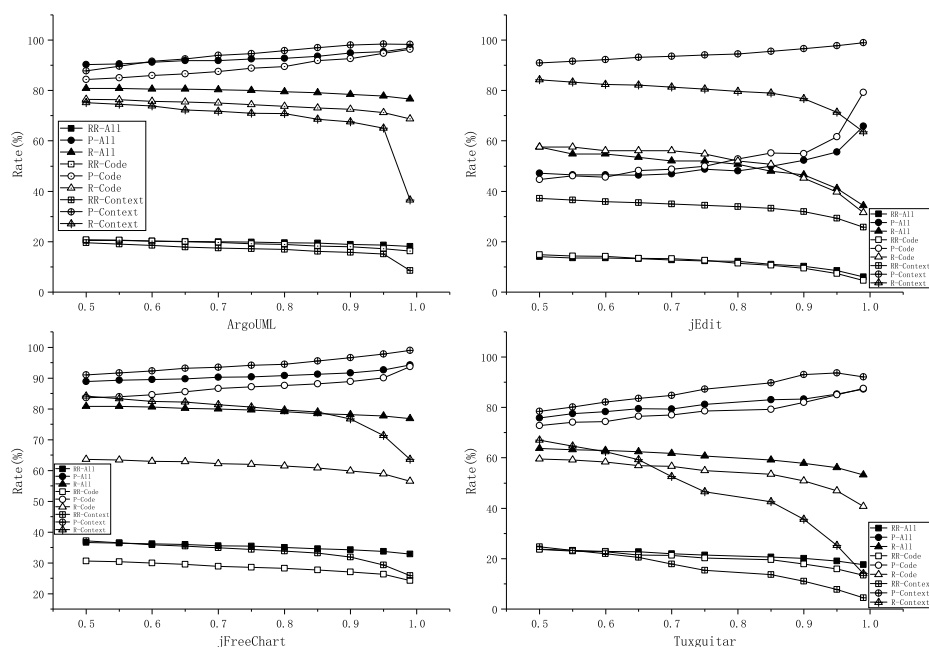 100
80
60
40
20
0
Rate(%)
RR-All
P-All
R-All
RR-Code
P-Code
R-Code
RR-Context
P-Context
R-Context
0.5 0.6 0.7 0.8 0.9 1.0
ArgoUML
100
80
60
40
20
0
Rate(%)
RR-All
P-All
R-All
RR-Code
P-Code
R-Code
RR-Context
P-Context
R-Context
0.5 0.6 0.7 0.8 0.9 1.0
jEdit
100
90
80
70
60
50
40
30
20
Rate(%)
RR-All
P-All
R-All
RR-Code
P-Code
R-Code
RR-Context
P-Context
R-Context
0.5 0.6 0.7 0.8 0.9 1.0
jFreeChart
100
80
60
40
20
0
Rate(%)
RR-All
P-All
R-All
RR-Code
P-Code
R-Code
RR-Context
P-Context
R-Context
0.5 0.6 0.7 0.8 0.9 1.0
Tuxguitar